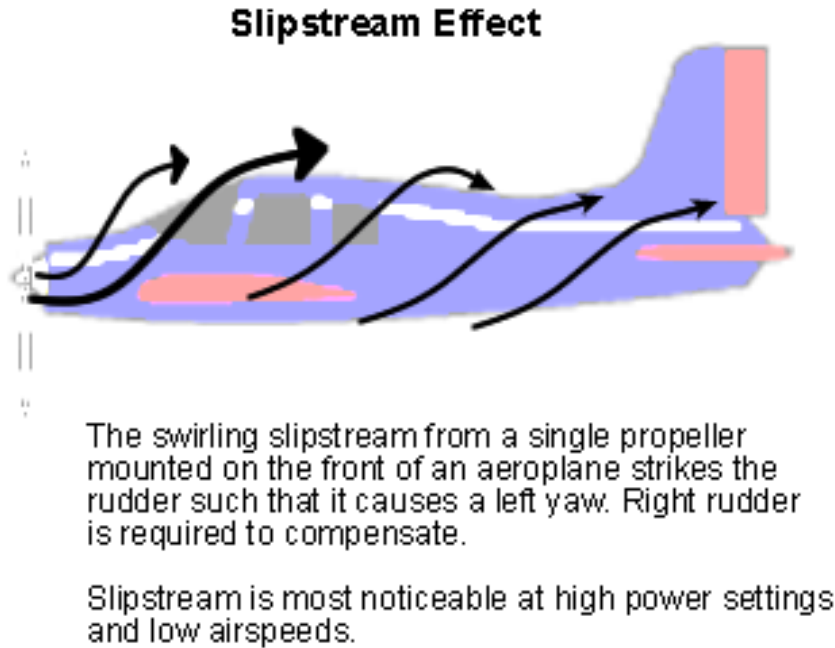 Slipstream Effect
The swirling slipstream from a single propeller
mounted on the front of an aeroplane strikes the
rudder such that it causes a left yaw. Right rudder
is required to compensate.
Slipstream is most noticeable at high power settings
and low airspeeds.